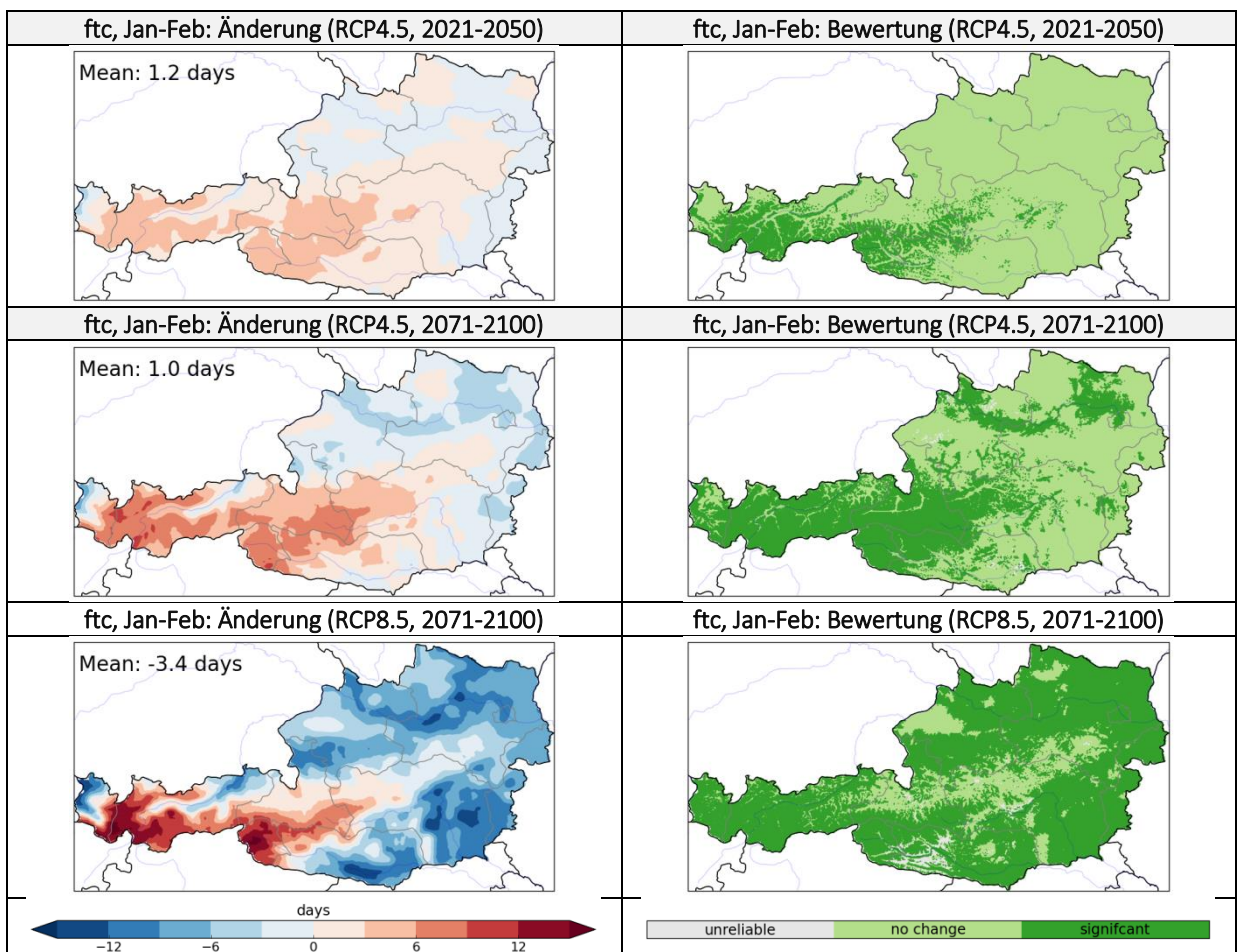 ftc, Jan-Feb: Änderung (RCP4.5, 2021-2050)
ftc, Jan-Feb: Bewertung (RCP4.5, 2021-2050)
Mean: 1.2 days
ftc, Jan-Feb: Änderung (RCP4.5, 2071-2100)
ftc, Jan-Feb: Bewertung (RCP4.5, 2071-2100)
Mean: 1.0 days
ftc, Jan-Feb: Änderung (RCP8.5, 2071-2100)
ftc, Jan-Feb: Bewertung (RCP8.5, 2071-2100)
Mean: -3.4 days
days
−12 −6 0 6 12
unreliable no change signifcant